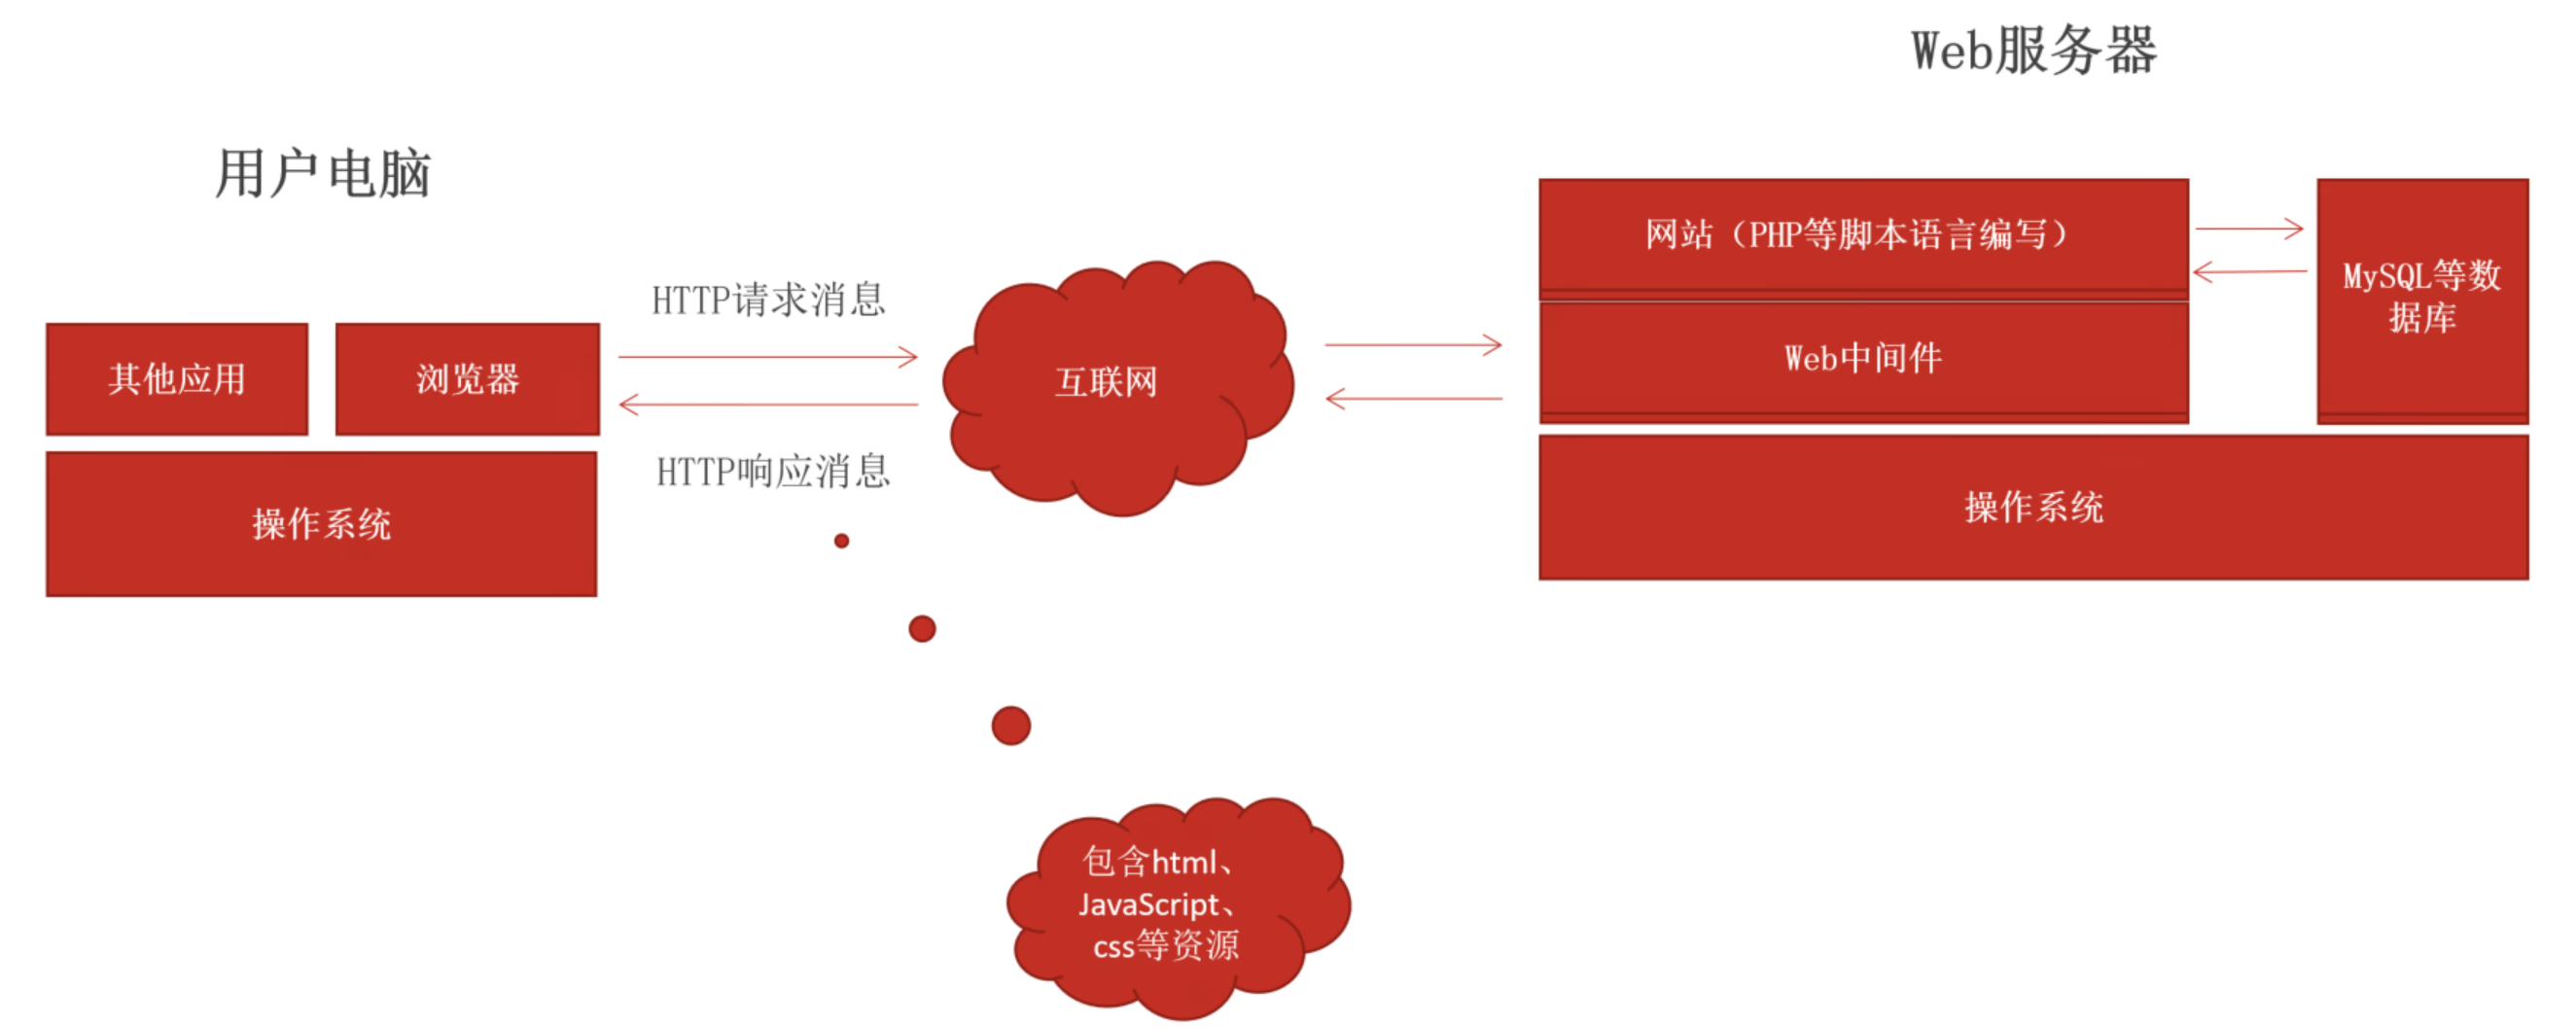 Web服务器
用户电脑
其他应用
浏览器
操作系统
HTTP请求消息
HTTP响应消息
互联网
网站（PHP等脚本语言编写）
Web中间件
MySQL等数
据库
操作系统
包含html、
JavaScript、
css等资源